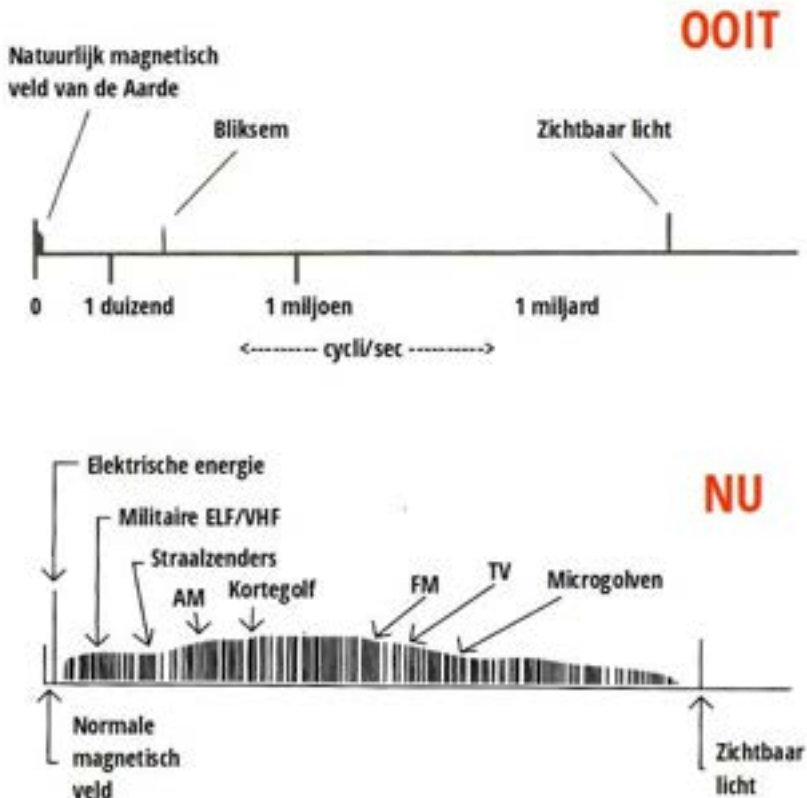 OOIT
Natuurlijk magnetisch
veld van de Aarde
Bliksem
Zichtbaar licht
0
1 duizend
1 miljoen
1 miljard
<--------- cycli/sec ----------->
Elektrische energie
NU
Militaire ELF/VHF
Straalzenders
AM
Kortegolf
FM
TV
Microgolven
Normale
magnetisch
veld
Zichtbaar
licht